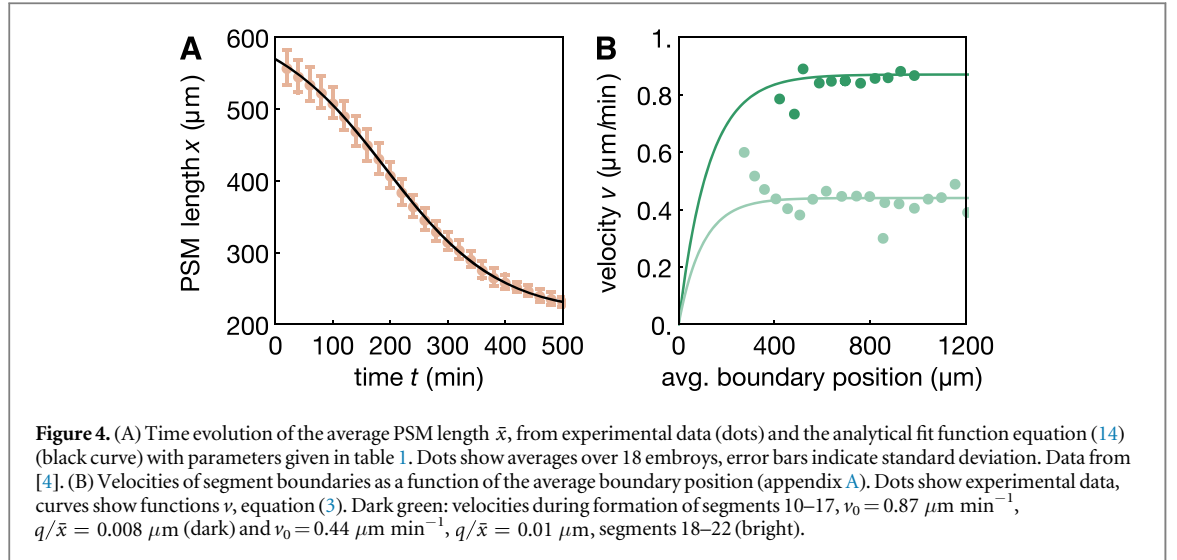 A
600
500
400
300
200
PSM length x (μm)
0 100 200 300 400 500
time t (min)
B
1.
0.8
0.6
0.4
0.2
0.
velocity v (μm/min)
0 400 800 1200
avg. boundary position (μm)
Figure 4. (A) Time evolution of the average PSM length x̄, from experimental data (dots) and the analytical fit function equation (14)
(black curve) with parameters given in table 1. Dots show averages over 18 embryos, error bars indicate standard deviation. Data from
[4]. (B) Velocities of segment boundaries as a function of the average boundary position (appendix A). Dots show experimental data,
curves show functions v, equation (3). Dark green: velocities during formation of segments 10–17, v₀ = 0.87 μm min⁻¹,
q/x̄ = 0.008 μm (dark) and v₀ = 0.44 μm min⁻¹, q/x̄ = 0.01 μm, segments 18–22 (bright).